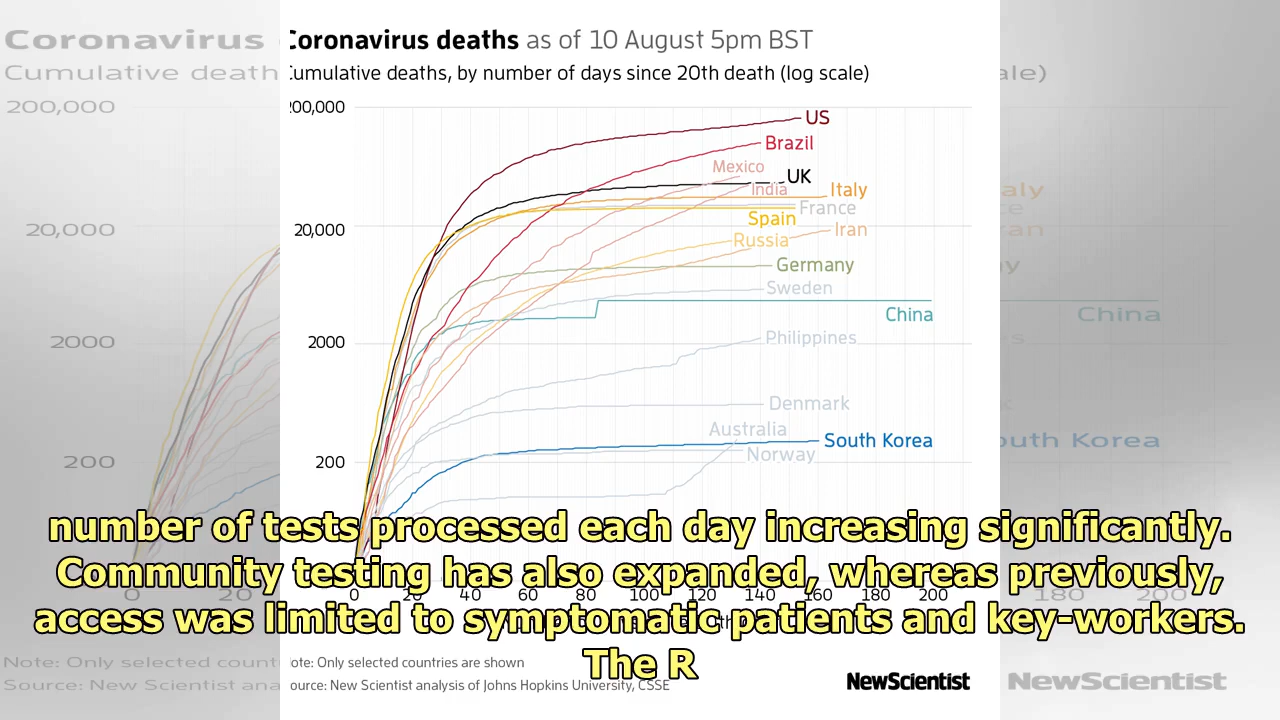 Coronavirus deaths as of 10 August 5pm BST
Cumulative deaths, by number of days since 20th death (log scale)
200,000
US
Brazil
Mexico
UK
India
Italy
France
Spain
20,000
Iran
Russia
Germany
Sweden
China
2000
Philippines
Denmark
Australia
South Korea
Norway
200
number of tests processed each day increasing significantly.
Community testing has also expanded, whereas previously,
0 20 40 60 80 100 120 140 160 180 200
access was limited to symptomatic patients and key-workers.
The R
Note: Only selected countries are shown
Source: New Scientist analysis of Johns Hopkins University, CSSE
NewScientist